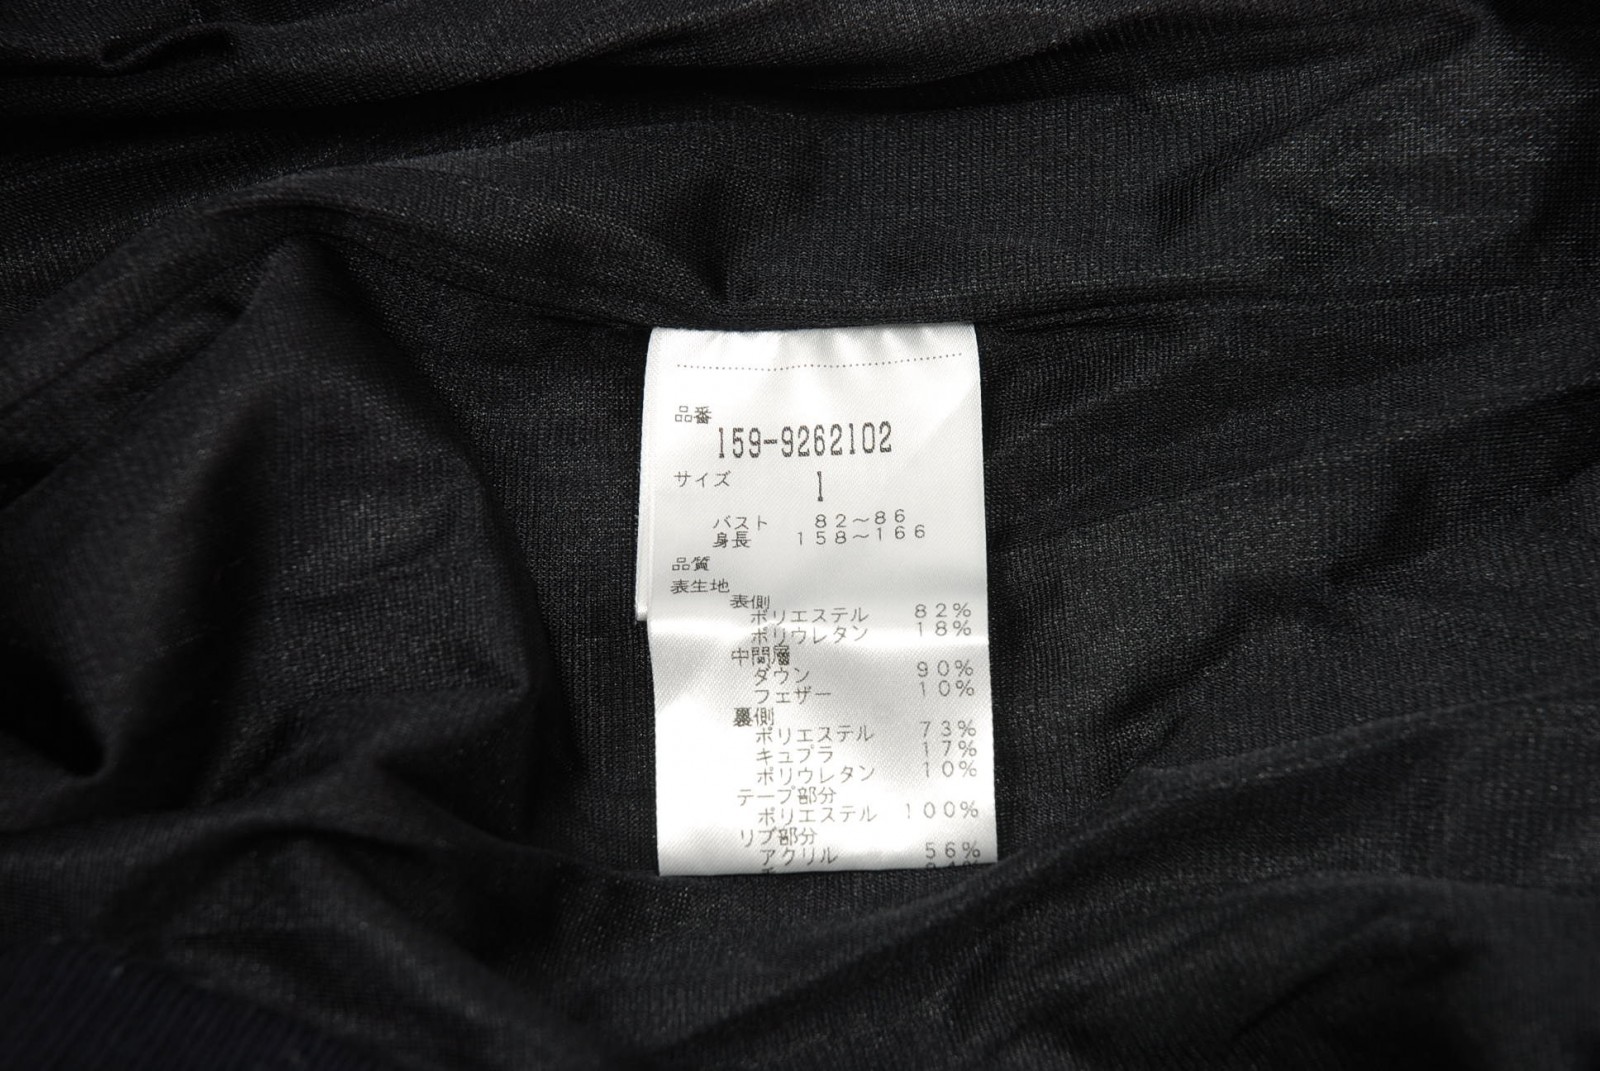 品番
159-9262102
サイズ 1
バスト 82～86
身長 158～166
品質
表生地
表側
ポリエステル 82%
ポリウレタン 18%
中間層
ダウン 90%
フェザー 10%
裏側
ポリエステル 73%
キュプラ 17%
ポリウレタン 10%
テープ部分
ポリエステル 100%
リブ部分
アクリル 56%